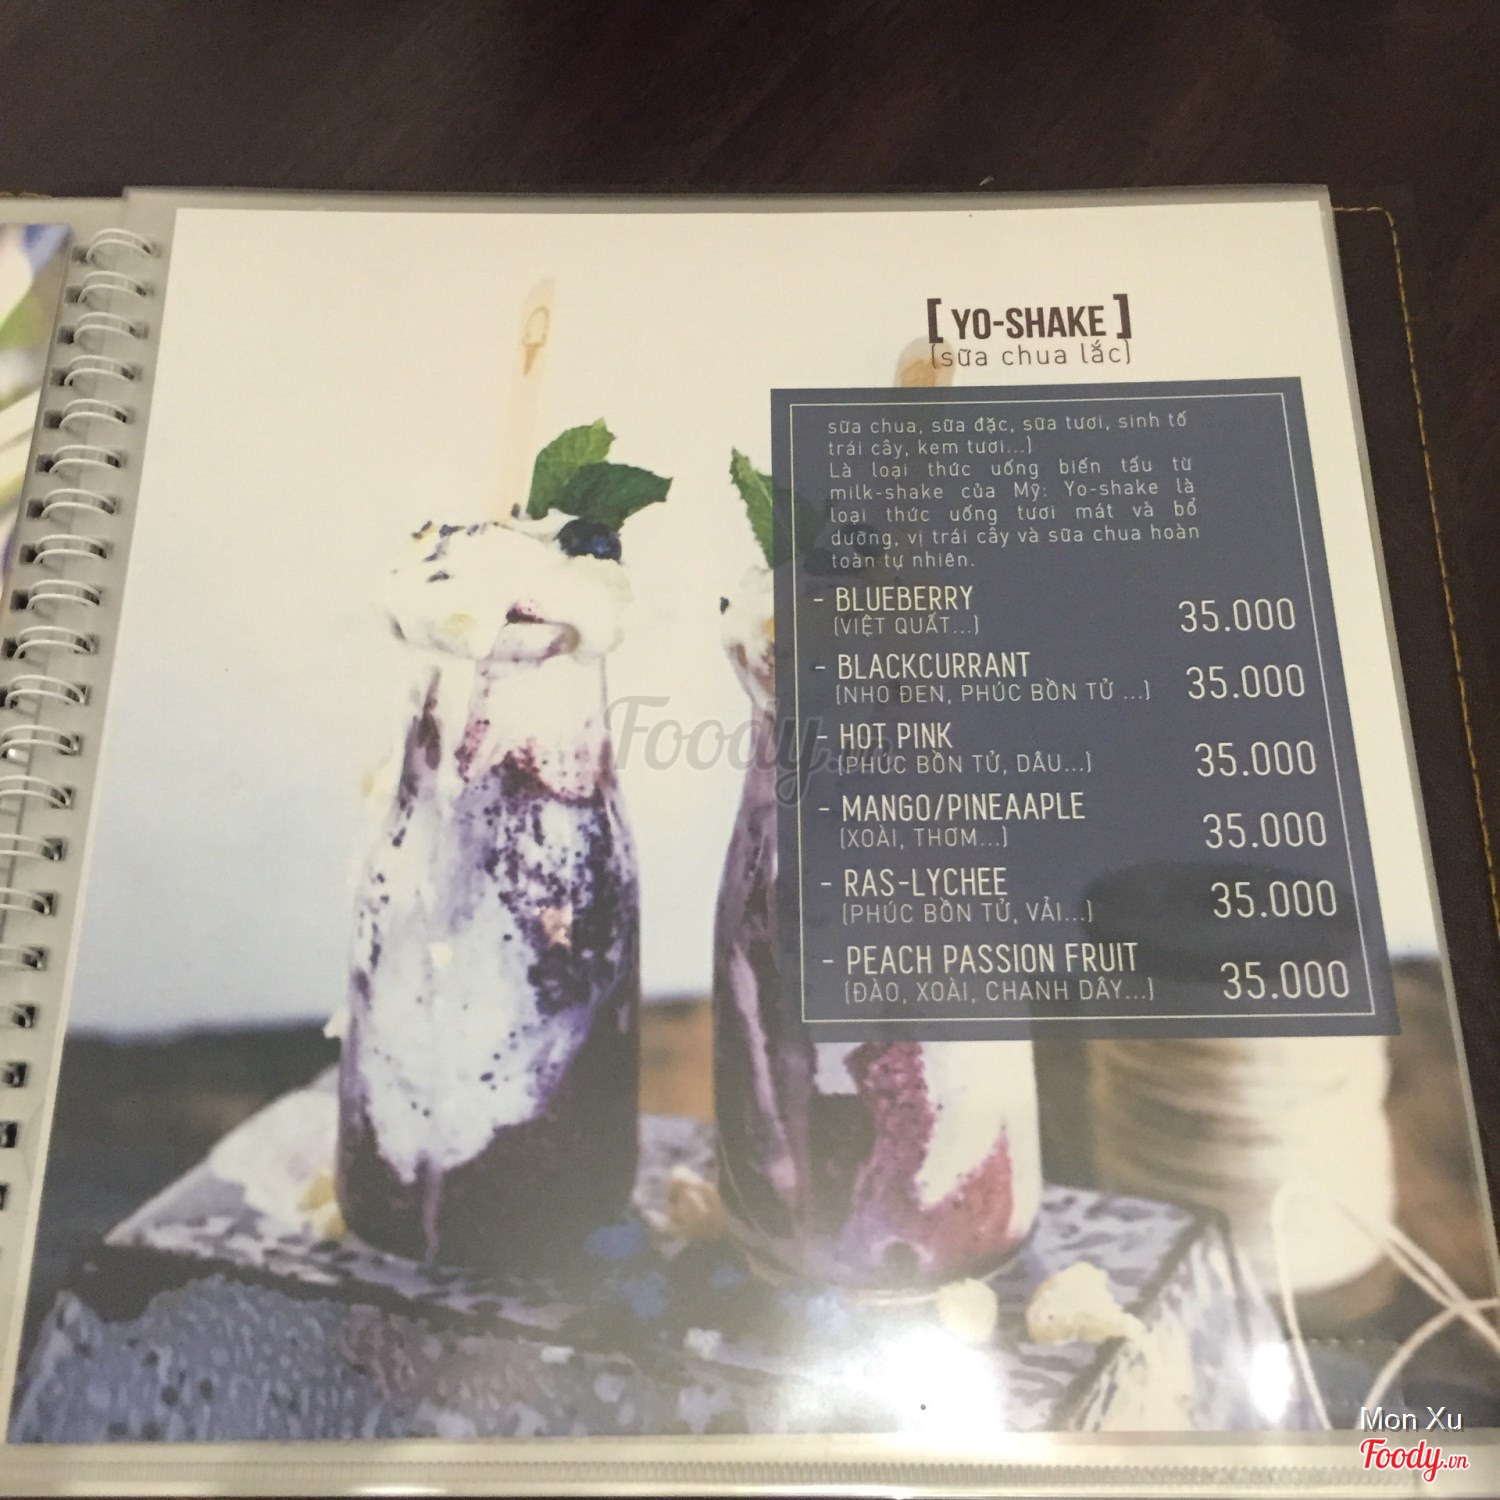 [ YO-SHAKE ]
(sữa chua lắc)
sữa chua, sữa đặc, sữa tươi, sinh tố
trái cây, kem tươi...)
Là loại thức uống biến tấu từ
milk-shake của Mỹ: Yo-shake là
loại thức uống tươi mát và bổ
dưỡng, vị trái cây và sữa chua hoàn
toàn tự nhiên.
- BLUEBERRY 35.000
(VIỆT QUẤT...)
- BLACKCURRANT 35.000
(NHO ĐEN, PHÚC BỒN TỬ ...)
- HOT PINK 35.000
(PHÚC BỒN TỬ, DÂU...)
- MANGO/PINEAAPLE 35.000
(XOÀI, THƠM...)
- RAS-LYCHEE 35.000
(PHÚC BỒN TỬ, VẢI...)
- PEACH PASSION FRUIT 35.000
(ĐÀO, XOÀI, CHANH DÂY...)
Foody.vn
Mon Xu
Foody.vn